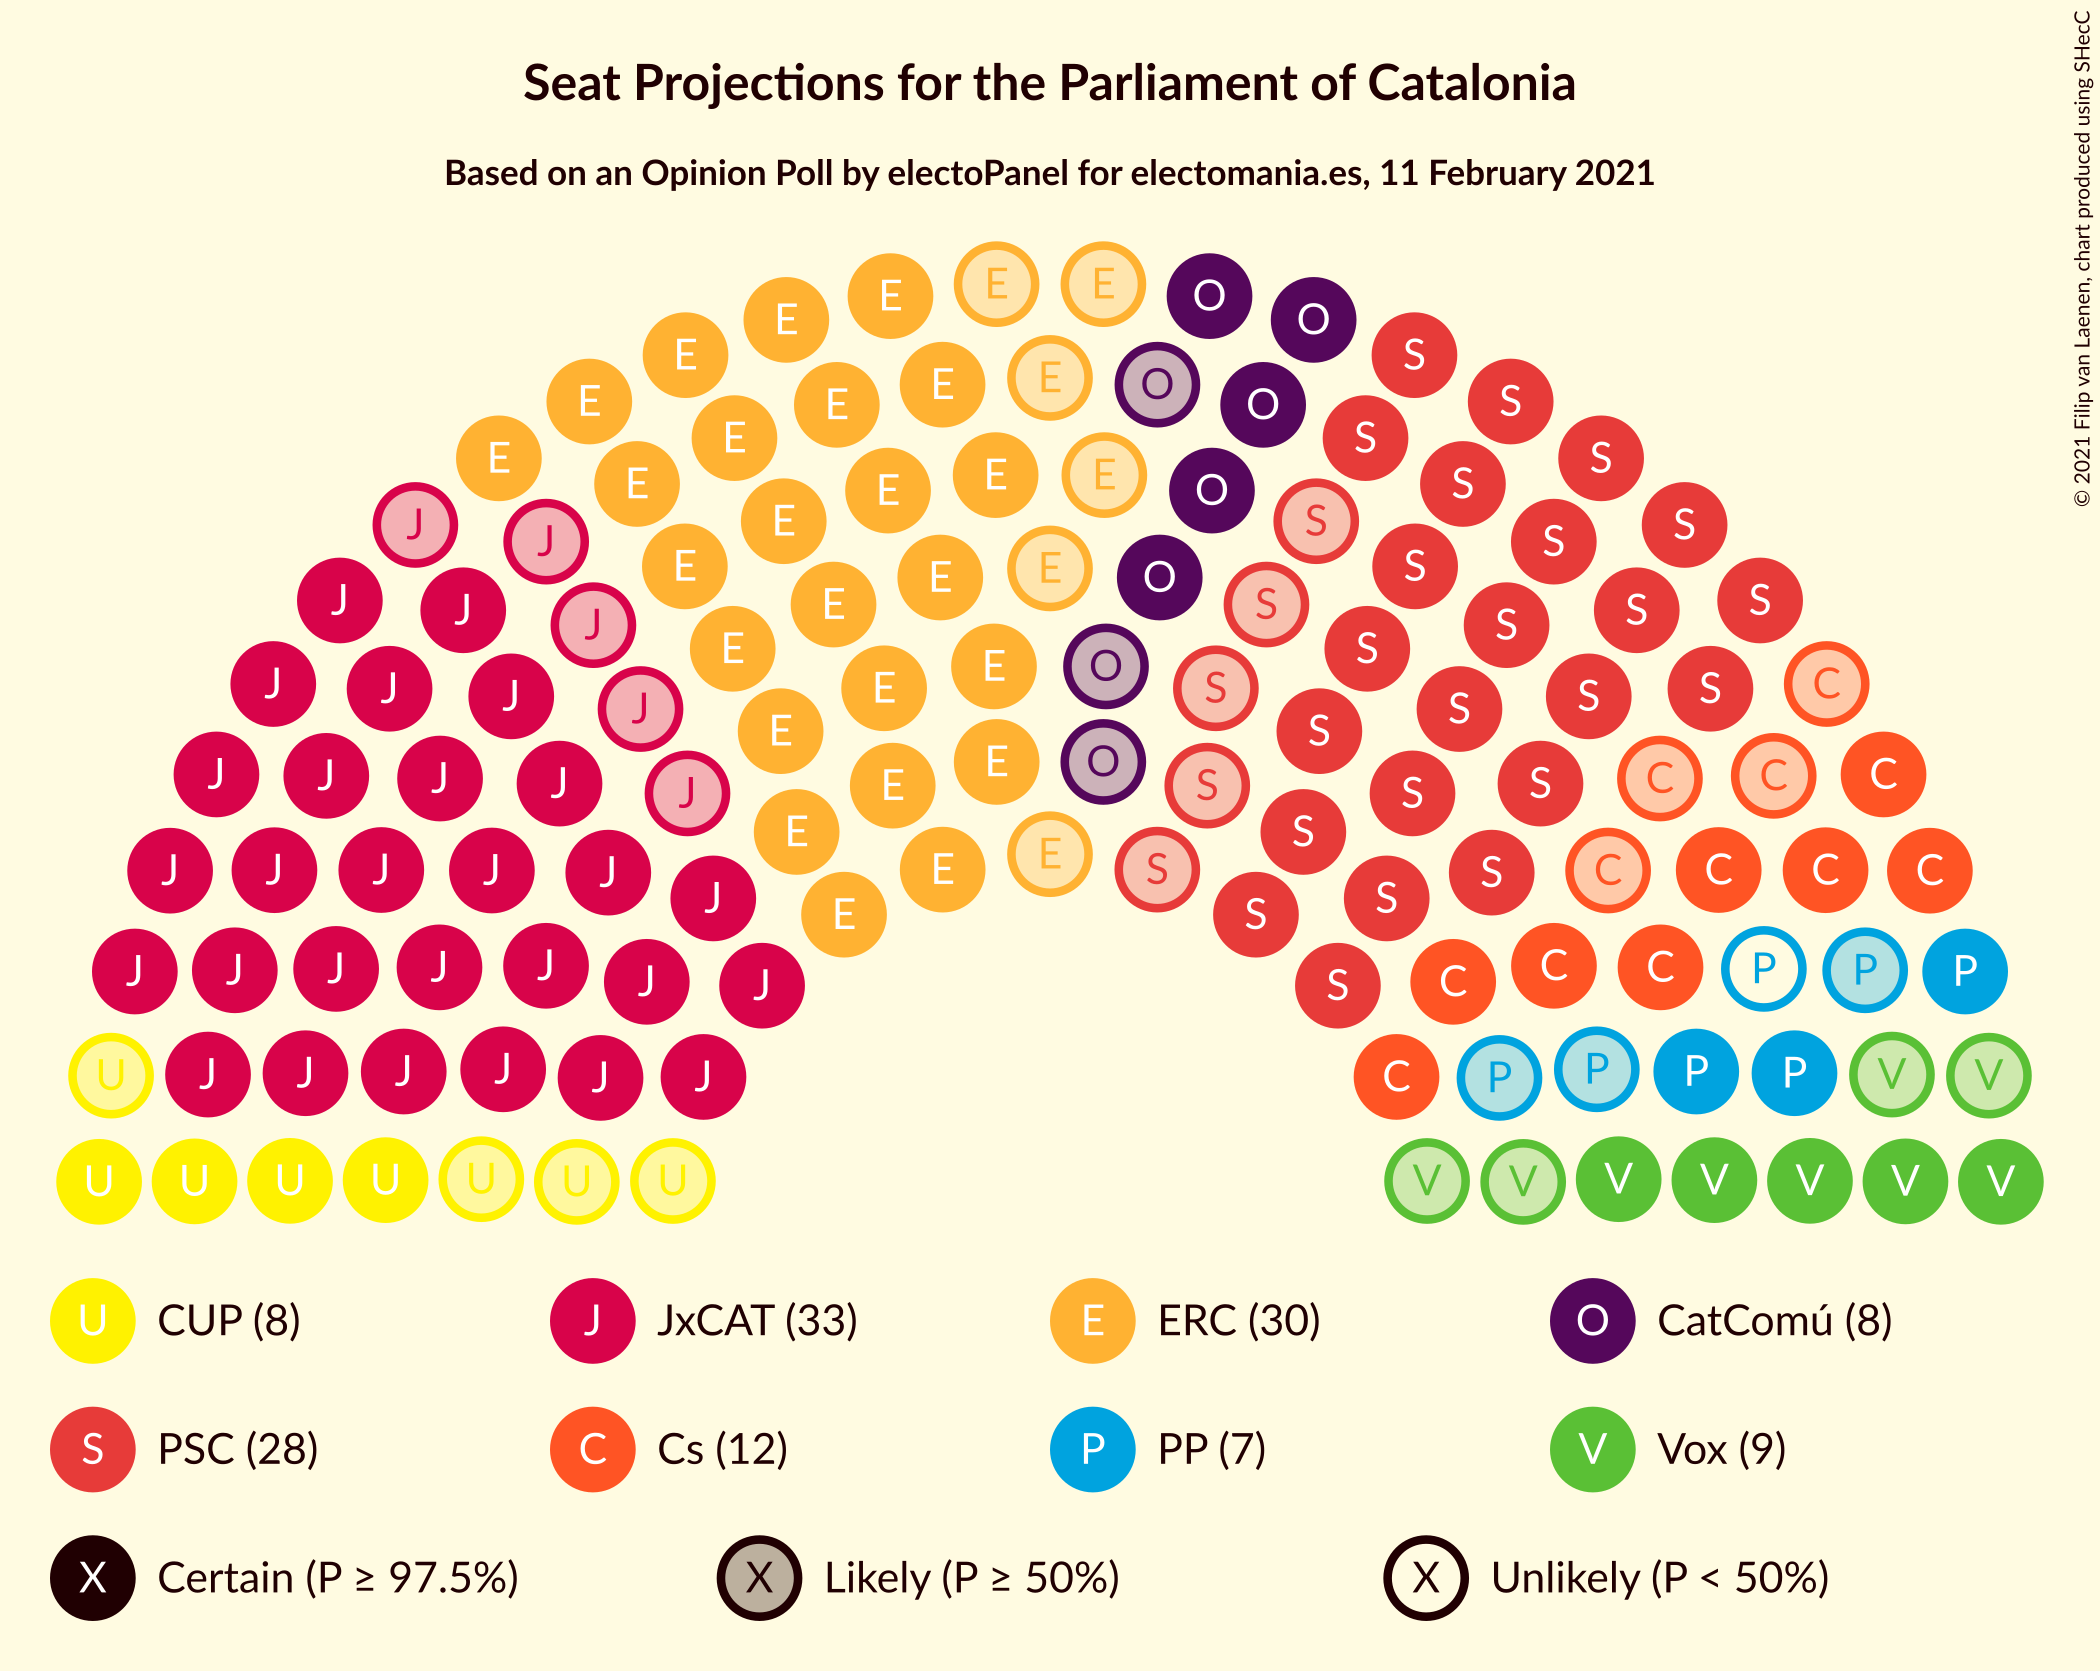 Seat Projections for the Parliament of Catalonia
Based on an Opinion Poll by electoPanel for electomania.es, 11 February 2021
© 2021 Filip van Laenen, chart produced using SHecC
E E E E O O
E E E O S
E E E O S
E E E O S S
E E E E O S S
J J E E S S S
E E E O S S
J J J E E S S S S
E E O S
J J J E E S S S S C
J J J J E E O S S S C C C
J E E S S
J J J J J E E S S S C C C C
J E S S
J J J J J J J S C C C P P P
U J J J J J J C P P P P V V
U U U U U U U V V V V V V V
U CUP (8) J JxCAT (33) E ERC (30) O CatComú (8)
S PSC (28) C Cs (12) P PP (7) V Vox (9)
X Certain (P ≥ 97.5%) X Likely (P ≥ 50%) X Unlikely (P < 50%)